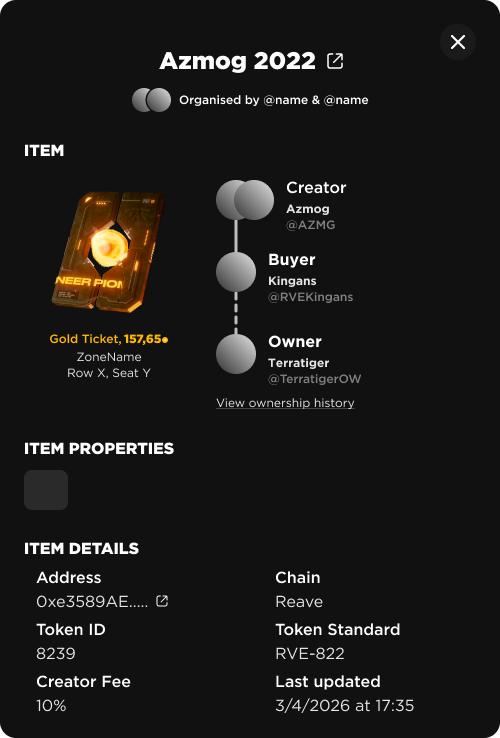 Azmog 2022
Organised by @name & @name
ITEM
NEER PION
Gold Ticket, 157,65
ZoneName
Row X, Seat Y
Creator
Azmog
@AZMG
Buyer
Kingans
@RVEKingans
Owner
Terratiger
@TerratigerOW
View ownership history
ITEM PROPERTIES
ITEM DETAILS
Address
0xe3589AE.....
Chain
Reave
Token ID
8239
Token Standard
RVE-822
Creator Fee
10%
Last updated
3/4/2026 at 17:35